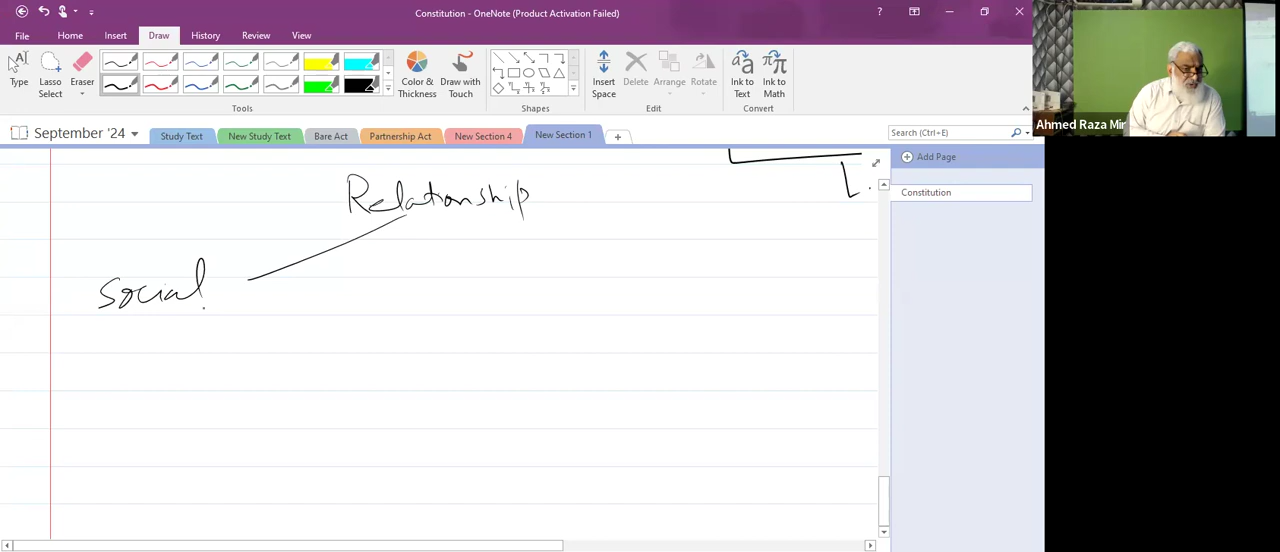 Constitution - OneNote (Product Activation Failed)
?
File Home Insert Draw History Review View
Type
Lasso Select
Eraser
Color & Thickness
Draw with Touch
Insert Space
Delete
Arrange
Rotate
Ink to Text
Ink to Math
Tools
Shapes
Edit
Convert
Ahmed Raza Mir
September '24
Study Text
New Study Text
Bare Act
Partnership Act
New Section 4
New Section 1
Search (Ctrl+E)
Add Page
Constitution
Relationship
Social